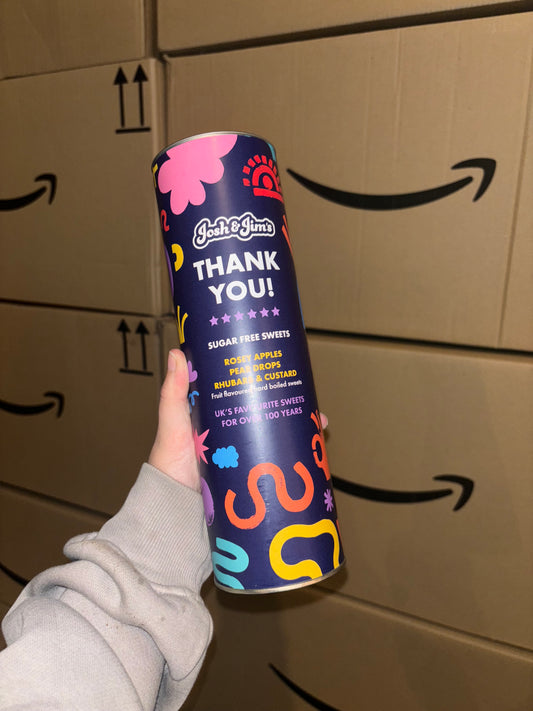 Josh & Jim's
THANK
YOU!
SUGAR FREE SWEETS
ROSEY APPLES
PEAR DROPS
RHUBARB & CUSTARD
Fruit flavoured hard boiled sweets
UK'S FAVOURITE SWEETS
FOR OVER 100 YEARS